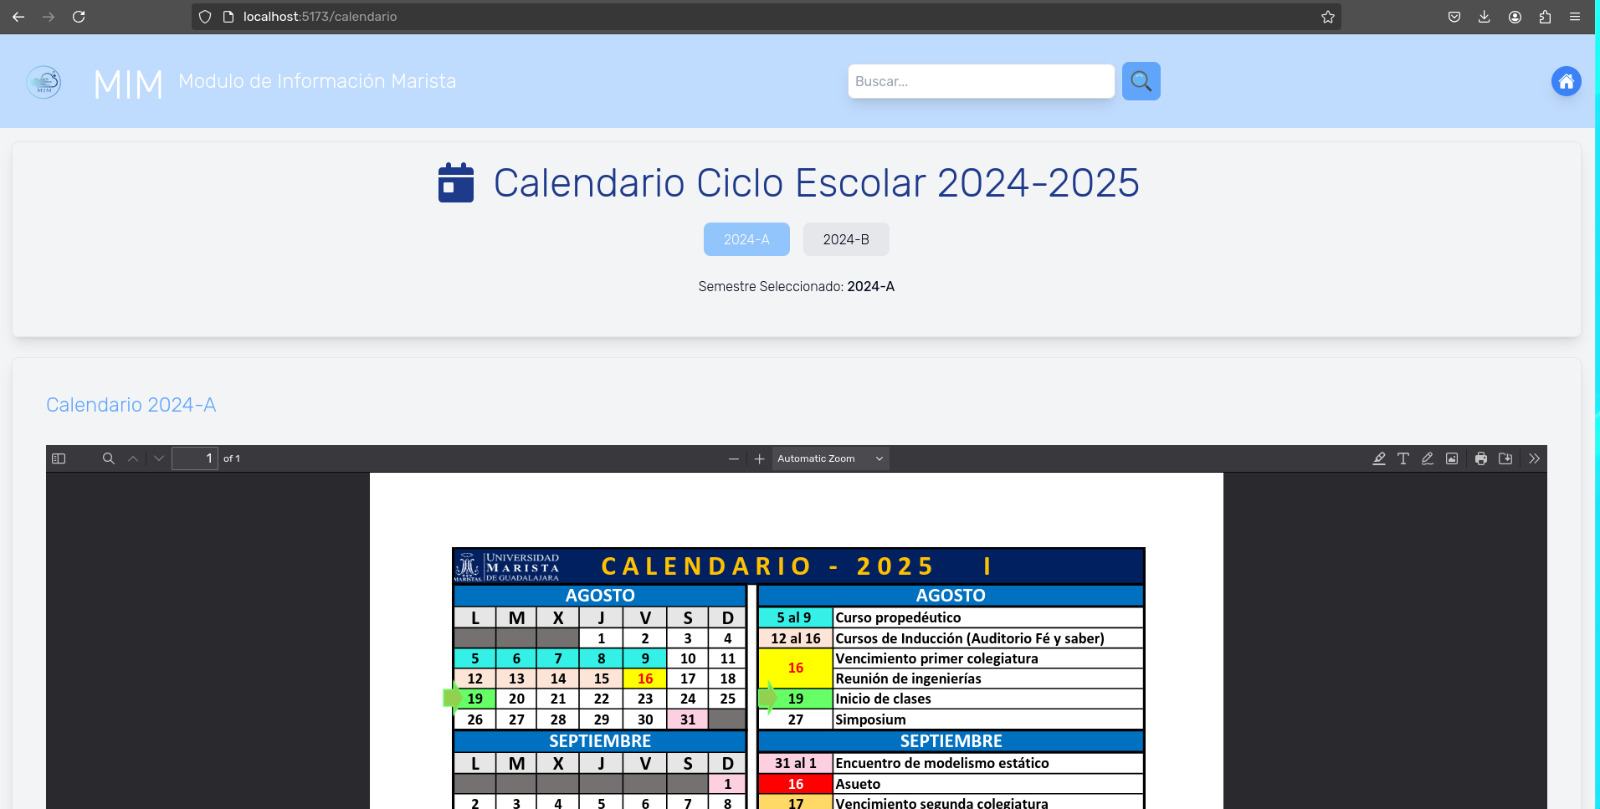 localhost:5173/calendario
MIM
MIM Modulo de Información Marista
Buscar...
Calendario Ciclo Escolar 2024-2025
2024-A 2024-B
Semestre Seleccionado: 2024-A
Calendario 2024-A
1 of 1
Automatic Zoom
UNIVERSIDAD
MARISTA
DE GUADALAJARA
MARISTAS
CALENDARIO - 2025 I
AGOSTO
L M X J V S D
1 2 3 4
5 6 7 8 9 10 11
12 13 14 15 16 17 18
19 20 21 22 23 24 25
26 27 28 29 30 31
AGOSTO
5 al 9 Curso propedéutico
12 al 16 Cursos de Inducción (Auditorio Fé y saber)
16 Vencimiento primer colegiatura
Reunión de ingenierías
19 Inicio de clases
27 Simposium
SEPTIEMBRE
L M X J V S D
1
2 3 4 5 6 7 8
SEPTIEMBRE
31 al 1 Encuentro de modelismo estático
16 Asueto
17 Vencimiento segunda colegiatura